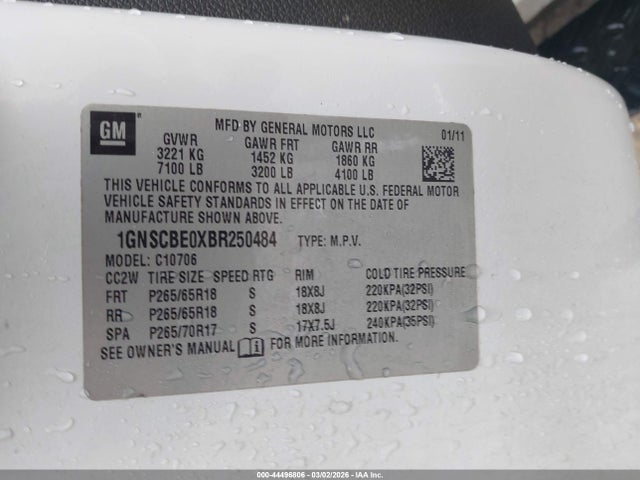 GM
MFD BY GENERAL MOTORS LLC 01/11
GVWR GAWR FRT GAWR RR
3221 KG 1452 KG 1860 KG
7100 LB 3200 LB 4100 LB
THIS VEHICLE CONFORMS TO ALL APPLICABLE U.S. FEDERAL MOTOR
VEHICLE SAFETY STANDARDS IN EFFECT ON THE DATE OF
MANUFACTURE SHOWN ABOVE.
1GNSCBE0XBR250484 TYPE: M.P.V.
MODEL: C10706
CC2W TIRE SIZE SPEED RTG RIM COLD TIRE PRESSURE
FRT P265/65R18 S 18X8J 220KPA(32PSI)
RR P265/65R18 S 18X8J 220KPA(32PSI)
SPA P265/70R17 S 17X7.5J 240KPA(35PSI)
SEE OWNER'S MANUAL FOR MORE INFORMATION.
000-44496806 - 03/02/2026 - IAA Inc.